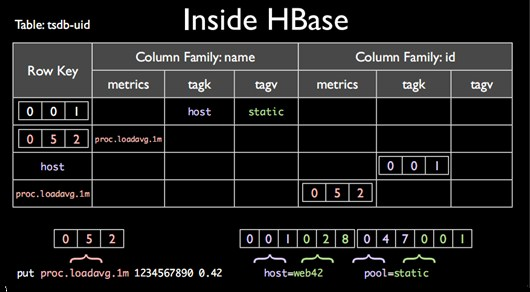 Inside HBase
Table: tsdb-uid
Row Key Column Family: name Column Family: id
metrics tagk tagv metrics tagk tagv
0 0 1 host static
0 5 2 proc.loadavg.1m
host 0 0 1
proc.loadavg.1m 0 5 2
0 5 2 0 0 1 0 2 8 0 4 7 0 0 1
put proc.loadavg.1m 1234567890 0.42 host=web42 pool=static